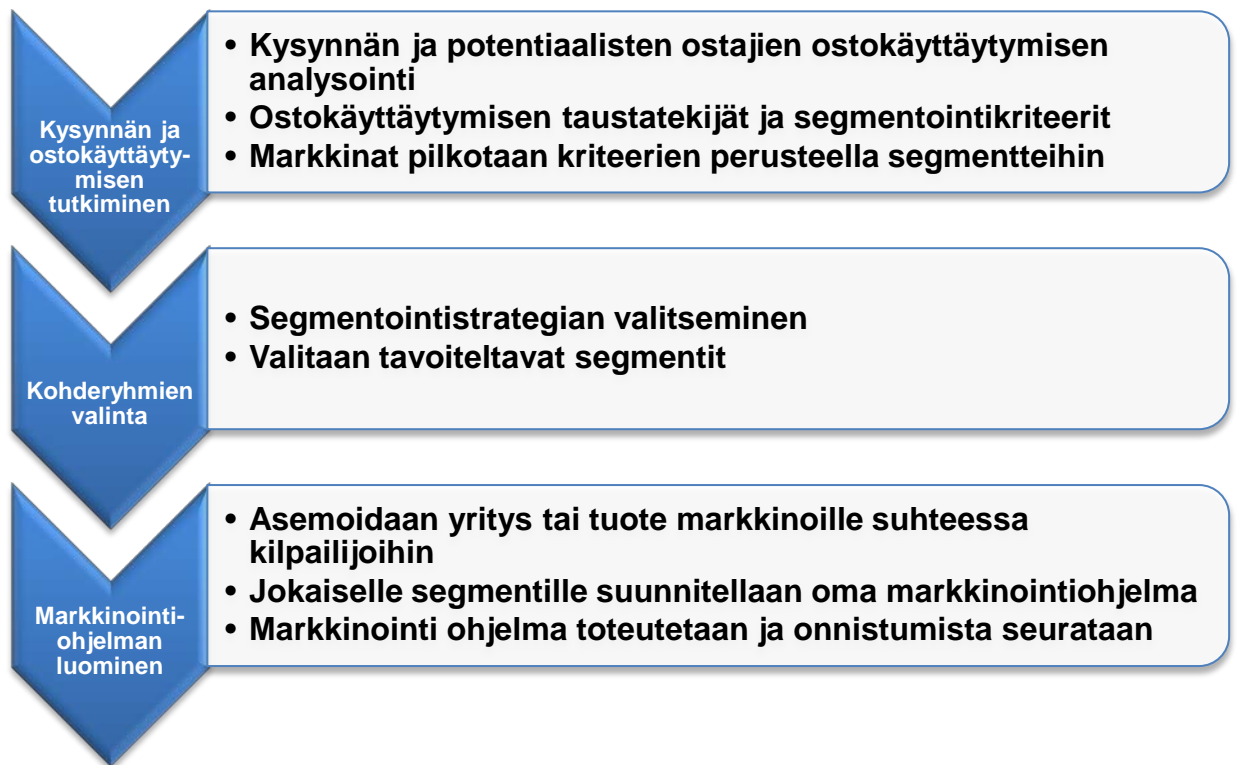 Kysynnän ja
ostokäyttäyty-
misen
tutkiminen
• Kysynnän ja potentiaalisten ostajien ostokäyttäytymisen
analysointi
• Ostokäyttäytymisen taustatekijät ja segmentointikriteerit
• Markkinat pilkotaan kriteerien perusteella segmentteihin
Kohderyhmien
valinta
• Segmentointistrategian valitseminen
• Valitaan tavoiteltavat segmentit
Markkinointi-
ohjelman
luominen
• Asemoidaan yritys tai tuote markkinoille suhteessa
kilpailijoihin
• Jokaiselle segmentille suunnitellaan oma markkinointiohjelma
• Markkinointi ohjelma toteutetaan ja onnistumista seurataan